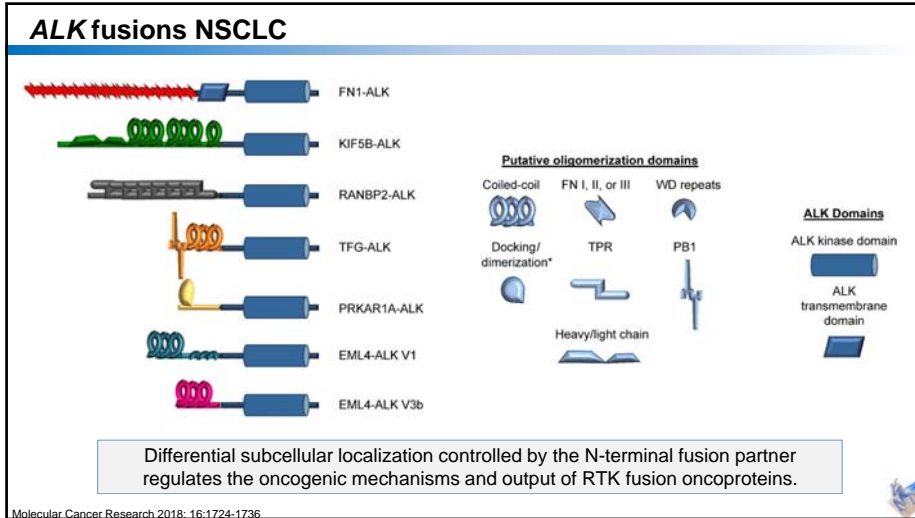 ALK fusions NSCLC
FN1-ALK
KIF5B-ALK
RANBP2-ALK
TFG-ALK
PRKAR1A-ALK
EML4-ALK V1
EML4-ALK V3b
Putative oligomerization domains
Coiled-coil FN I, II, or III WD repeats
Docking/ TPR PB1
dimerization*
Heavy/light chain
ALK Domains
ALK kinase domain
ALK
transmembrane
domain
Differential subcellular localization controlled by the N-terminal fusion partner
regulates the oncogenic mechanisms and output of RTK fusion oncoproteins.
Molecular Cancer Research 2018; 16:1724-1736